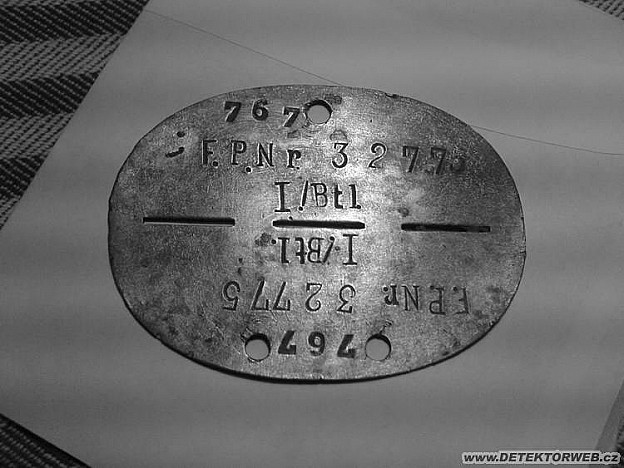 767
F.P.Nr. 32775
I./Btl.
I./Btl.
F.P.Nr. 32775
767
www.DETEKTORWEB.cz